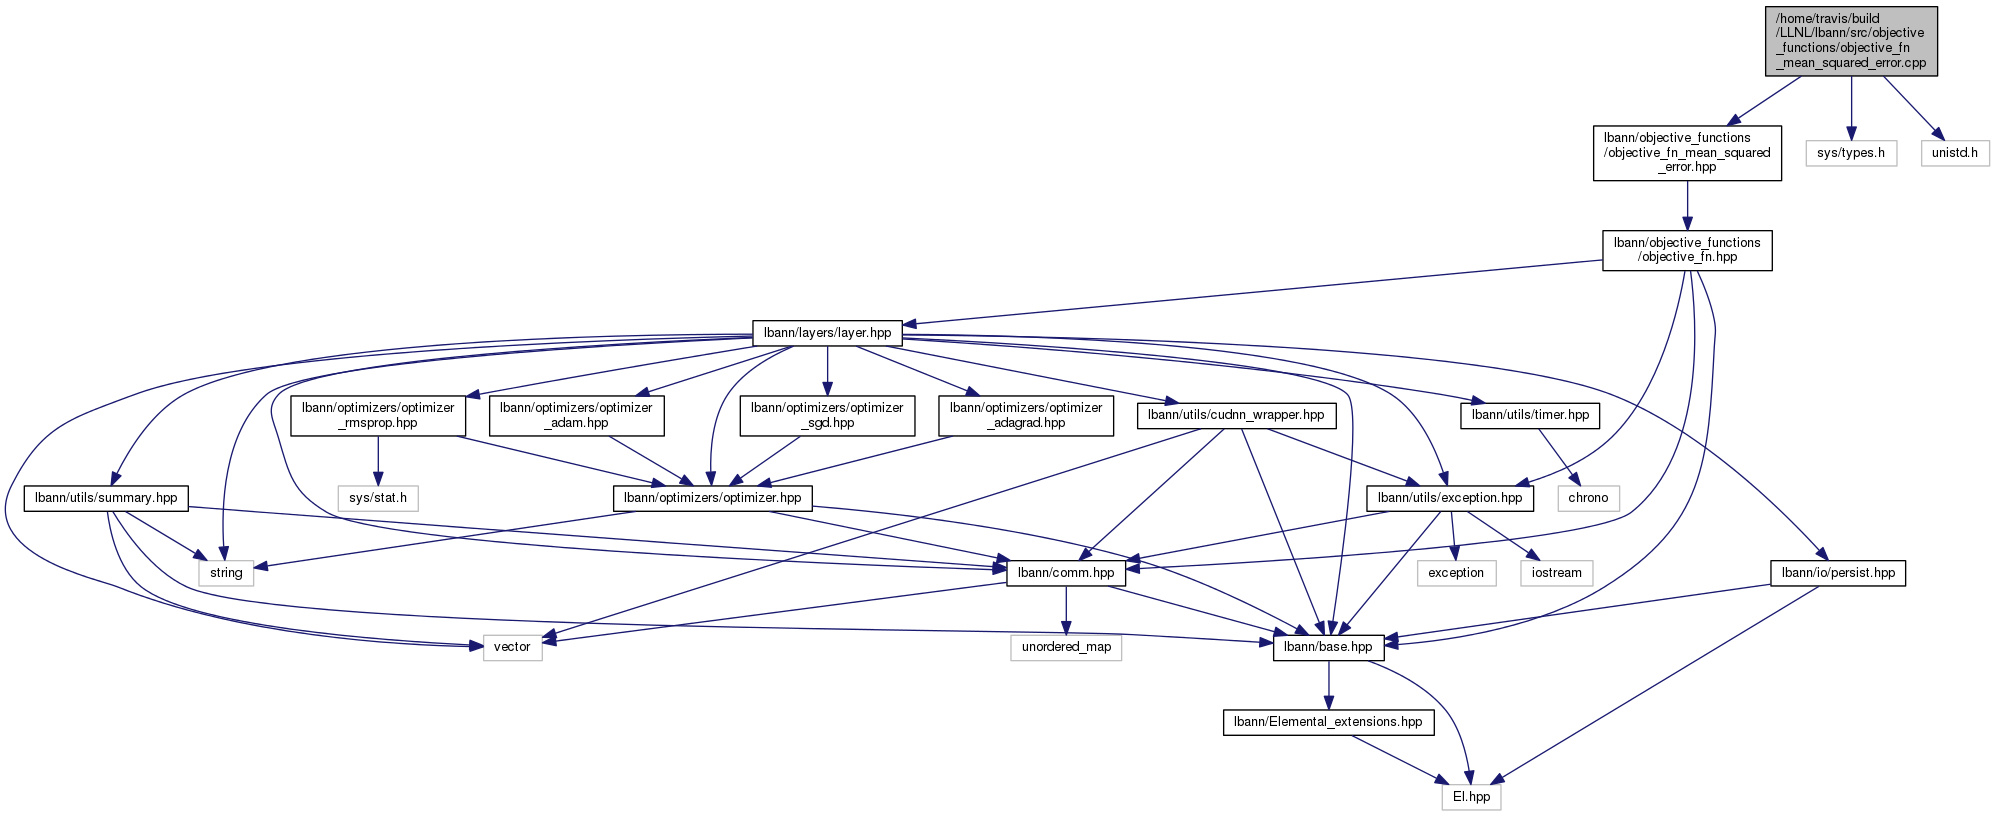 /home/travis/build
/LLNL/lbann/src/objective
_functions/objective_fn
_mean_squared_error.cpp
lbann/objective_functions
/objective_fn_mean_squared
_error.hpp
sys/types.h
unistd.h
lbann/objective_functions
/objective_fn.hpp
lbann/layers/layer.hpp
lbann/optimizers/optimizer
_rmsprop.hpp
lbann/optimizers/optimizer
_adam.hpp
lbann/optimizers/optimizer
_sgd.hpp
lbann/optimizers/optimizer
_adagrad.hpp
lbann/utils/cudnn_wrapper.hpp
lbann/utils/timer.hpp
lbann/utils/summary.hpp
sys/stat.h
lbann/optimizers/optimizer.hpp
lbann/utils/exception.hpp
chrono
string
lbann/comm.hpp
exception
iostream
lbann/io/persist.hpp
vector
unordered_map
lbann/base.hpp
lbann/Elemental_extensions.hpp
El.hpp